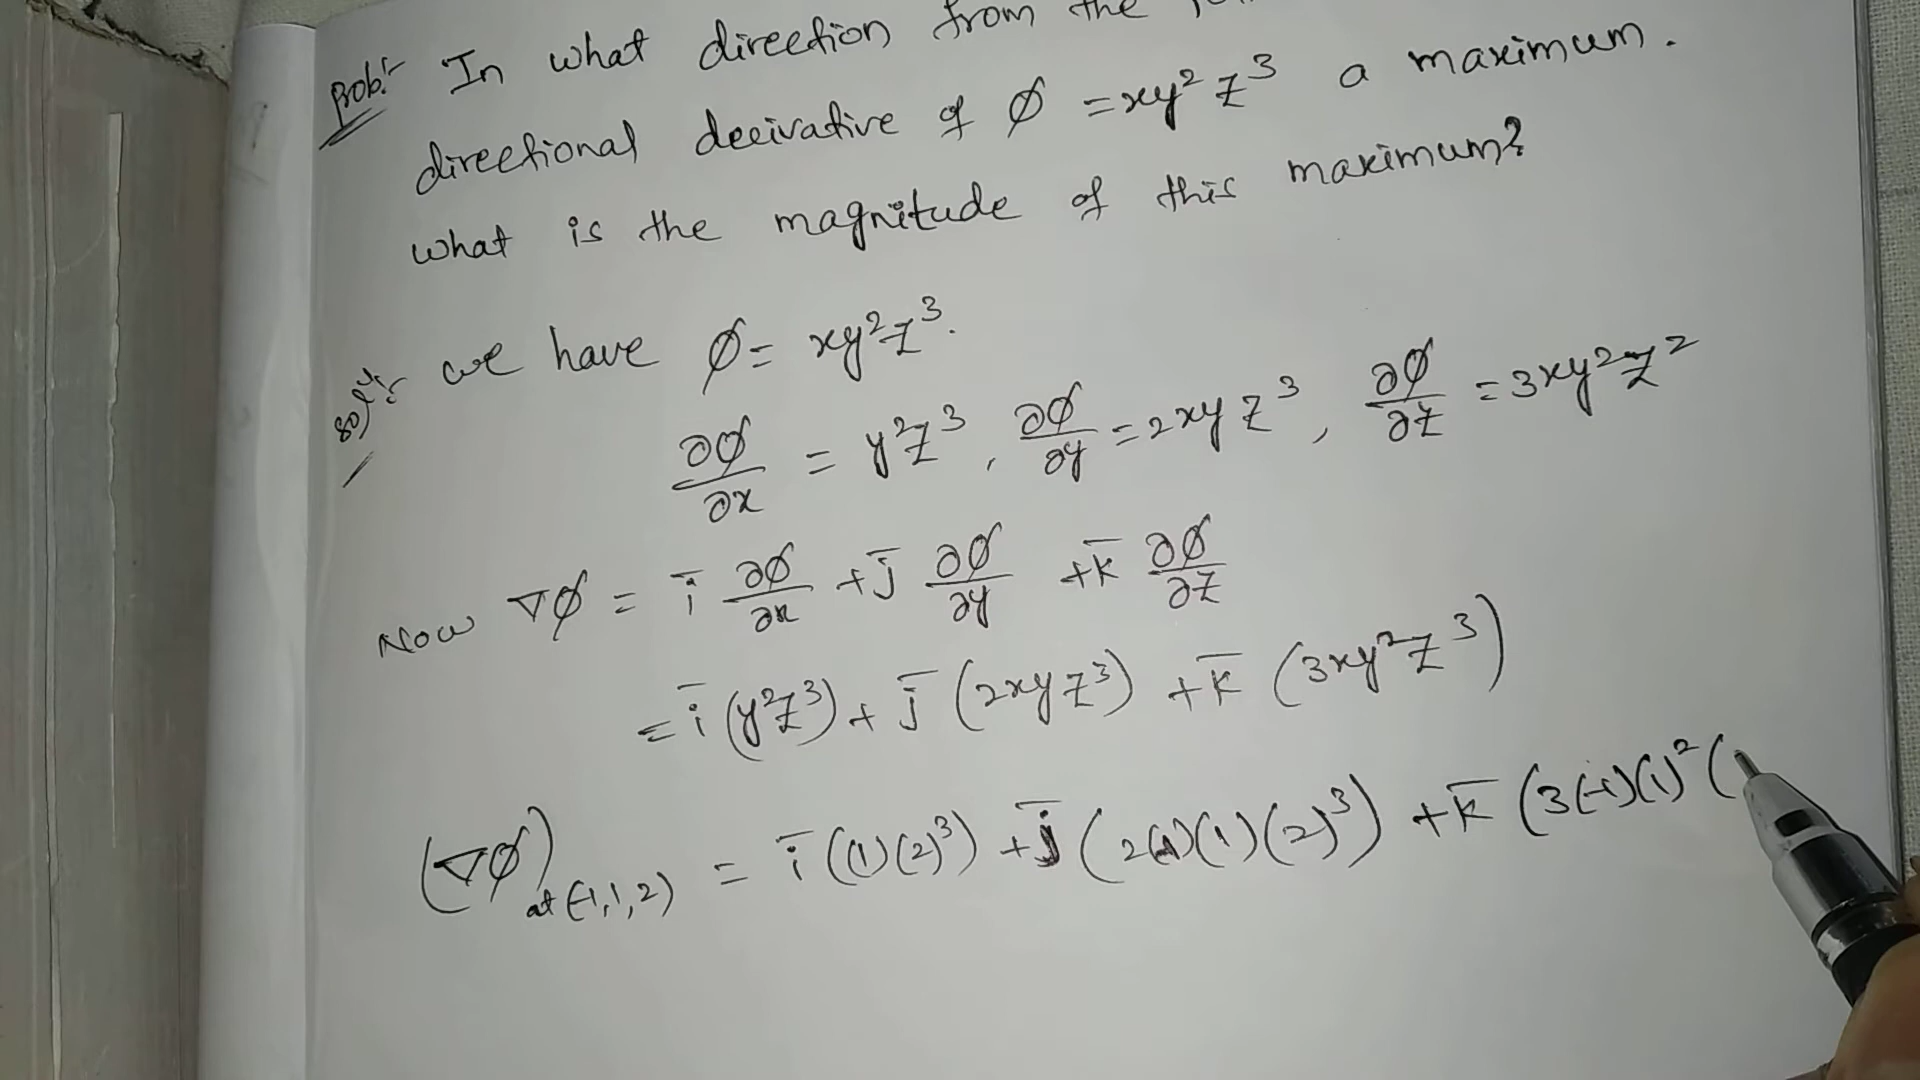 Prob:- In what direction from the
directional derivative of ø = xy² z³ a maximum.
what is the magnitude of this maximum?
Sol:- we have ø = xy²z³.
∂ø/∂x = y²z³, ∂ø/∂y = 2xyz³, ∂ø/∂z = 3xy²z²
Now ∇ø = i̅ ∂ø/∂x + j̅ ∂ø/∂y + k̅ ∂ø/∂z
= i̅ (y²z³) + j̅ (2xyz³) + k̅ (3xy²z³)
(∇ø) at (-1,1,2) = i̅ ((1)(2)³) + j̅ (2(-1)(1)(2)³) + k̅ (3(-1)(1)² (